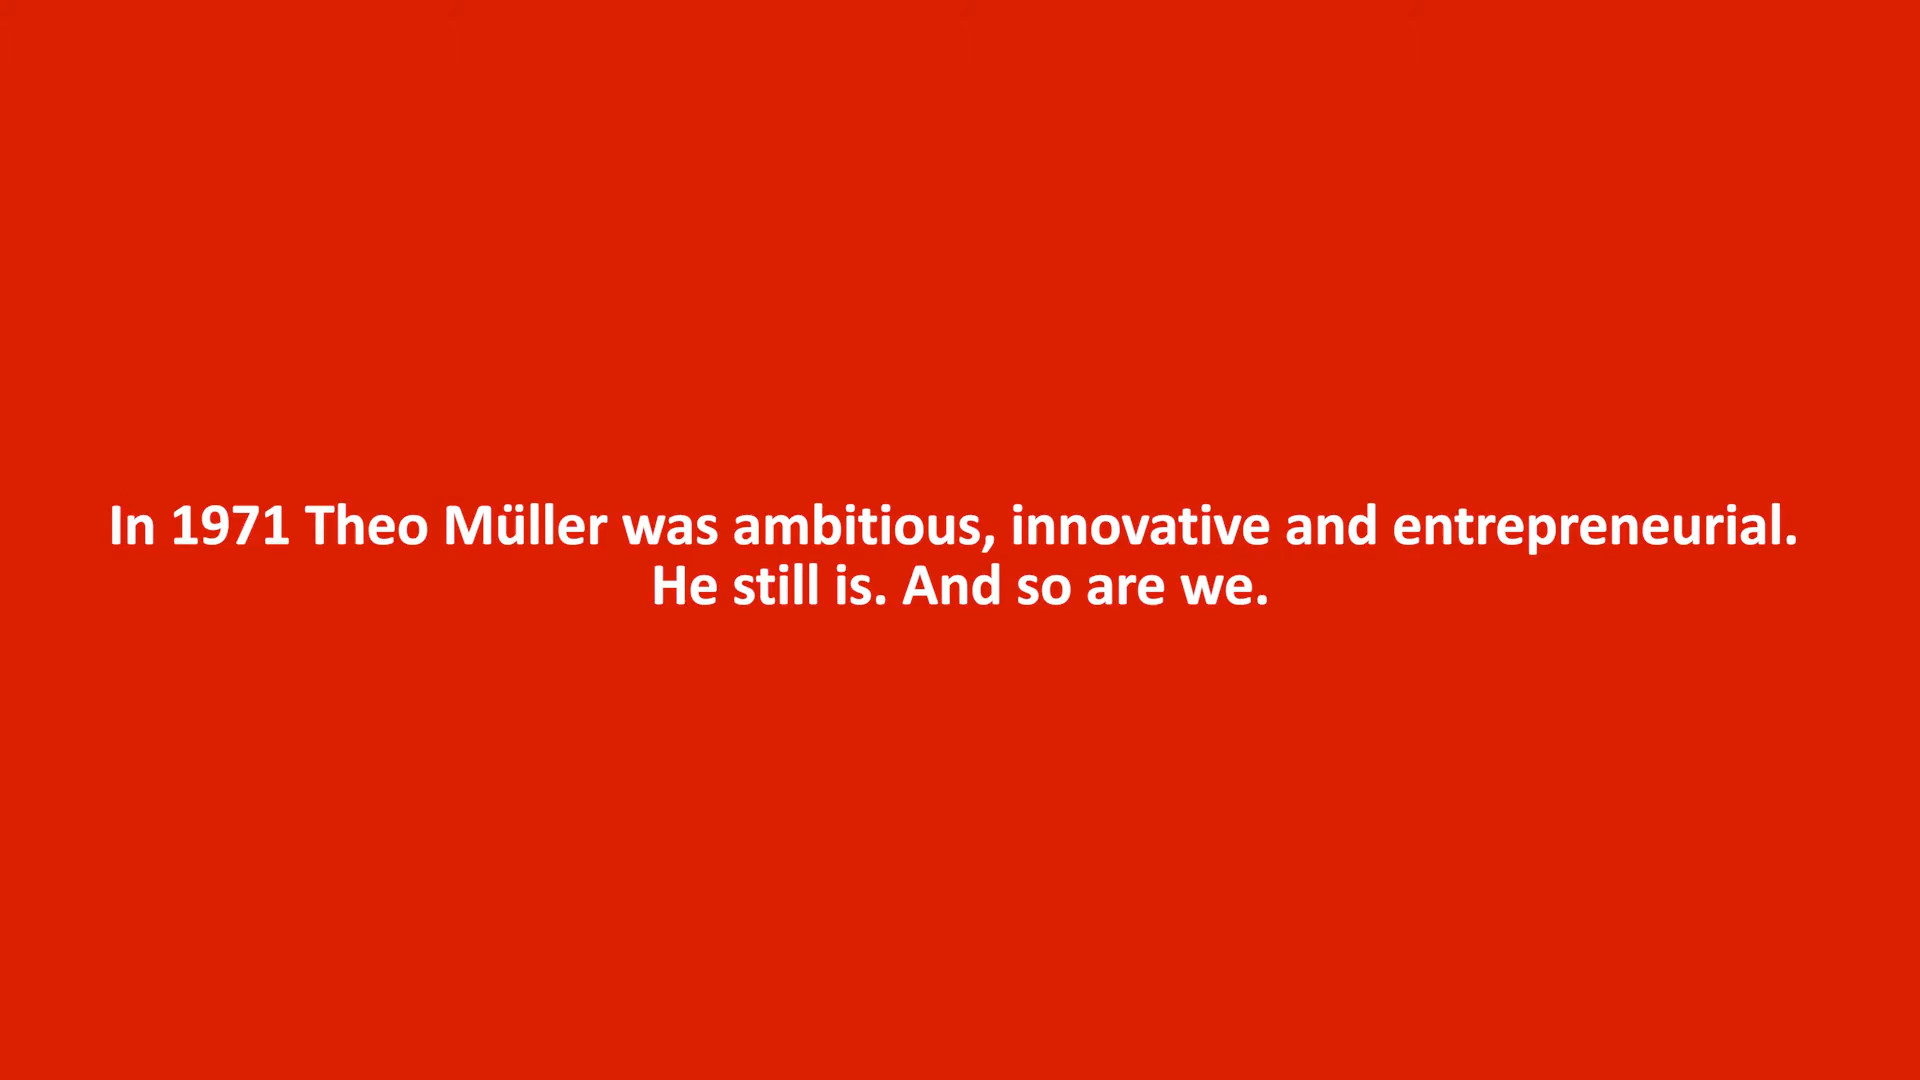 In 1971 Theo Müller was ambitious, innovative and entrepreneurial.
He still is. And so are we.